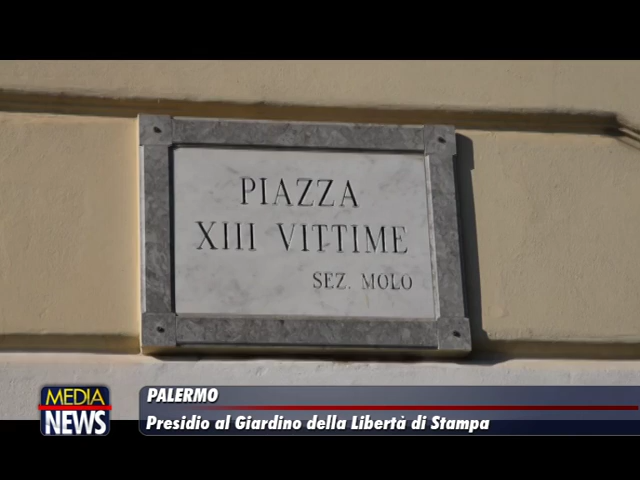 PIAZZA
XIII VITTIME
SEZ. MOLO
MEDIA
NEWS
PALERMO
Presidio al Giardino della Libertà di Stampa